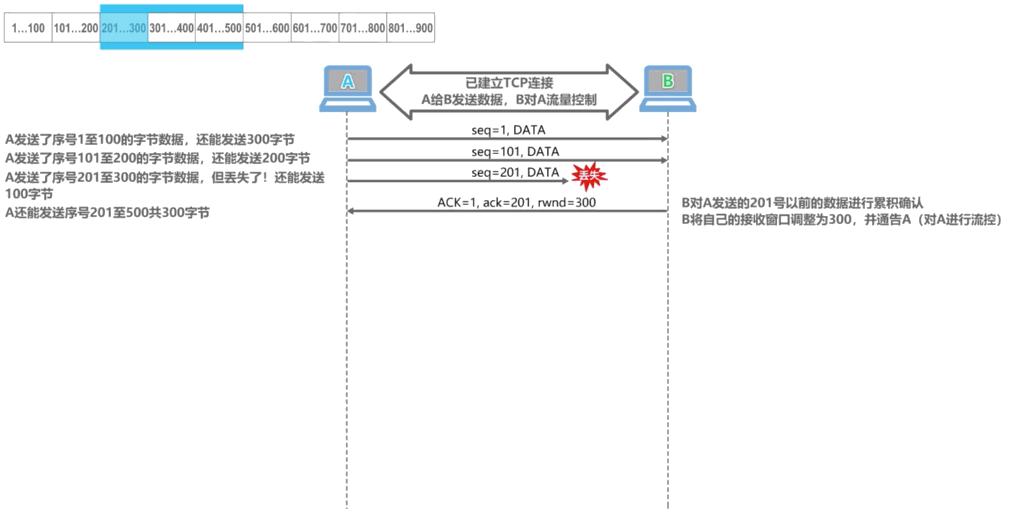 1...100 101...200 201...300 301...400 401...500 501...600 601...700 701...800 801...900
A
B
已建立TCP连接
A给B发送数据，B对A流量控制
A发送了序号1至100的字节数据，还能发送300字节
seq=1, DATA
A发送了序号101至200的字节数据，还能发送200字节
seq=101, DATA
A发送了序号201至300的字节数据，但丢失了！还能发送
100字节
seq=201, DATA
丢失
A还能发送序号201至500共300字节
ACK=1, ack=201, rwnd=300
B对A发送的201号以前的数据进行累积确认
B将自己的接收窗口调整为300，并通告A（对A进行流控）